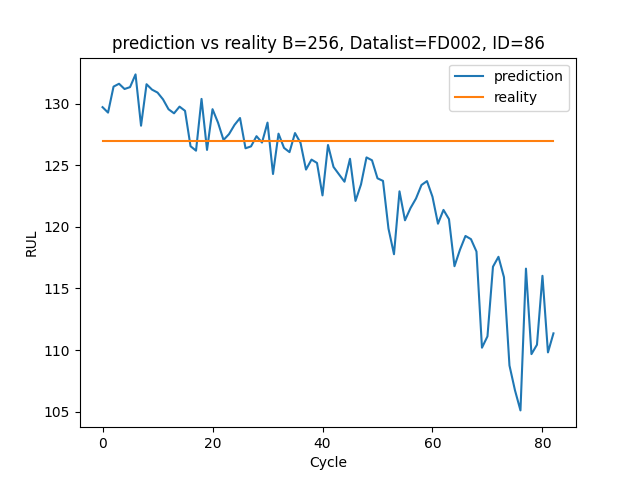 prediction vs reality B=256, Datalist=FD002, ID=86
prediction
reality
130
125
120
115
110
105
RUL
0 20 40 60 80
Cycle